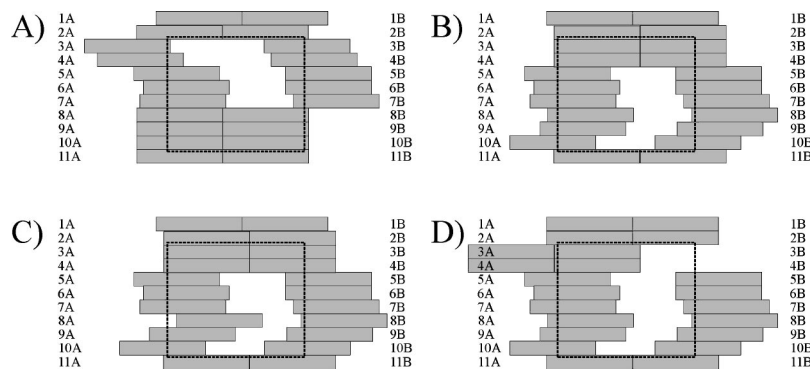 A)
1A 1B
2A 2B
3A 3B
4A 4B
5A 5B
6A 6B
7A 7B
8A 8B
9A 9B
10A 10B
11A 11B
B)
1A 1B
2A 2B
3A 3B
4A 4B
5A 5B
6A 6B
7A 7B
8A 8B
9A 9B
10A 10B
11A 11B
C)
1A 1B
2A 2B
3A 3B
4A 4B
5A 5B
6A 6B
7A 7B
8A 8B
9A 9B
10A 10B
11A 11B
D)
1A 1B
2A 2B
3A 3B
4A 4B
5A 5B
6A 6B
7A 7B
8A 8B
9A 9B
10A 10B
11A 11B